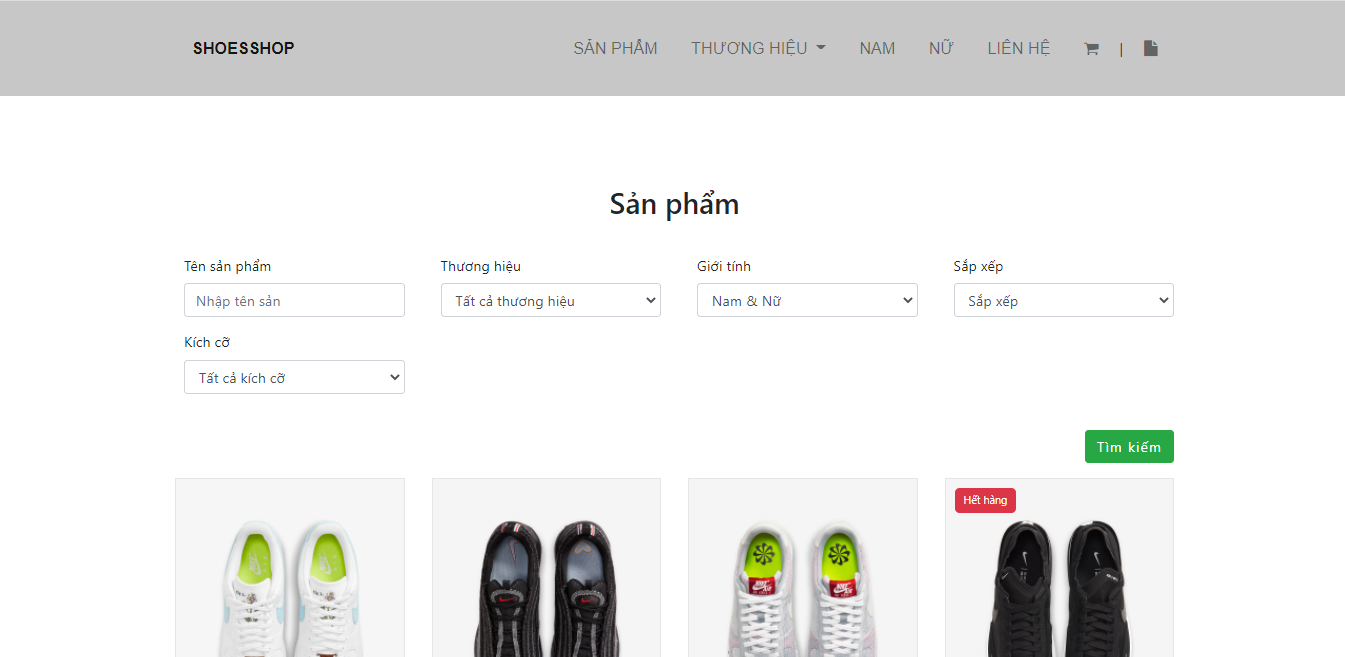 SHOESSHOP
SẢN PHẨM
THƯƠNG HIỆU
NAM
NỮ
LIÊN HỆ
|
Sản phẩm
Tên sản phẩm
Thương hiệu
Giới tính
Sắp xếp
Nhập tên sản
Tất cả thương hiệu
Nam & Nữ
Sắp xếp
Kích cỡ
Tất cả kích cỡ
Tìm kiếm
Hết hàng